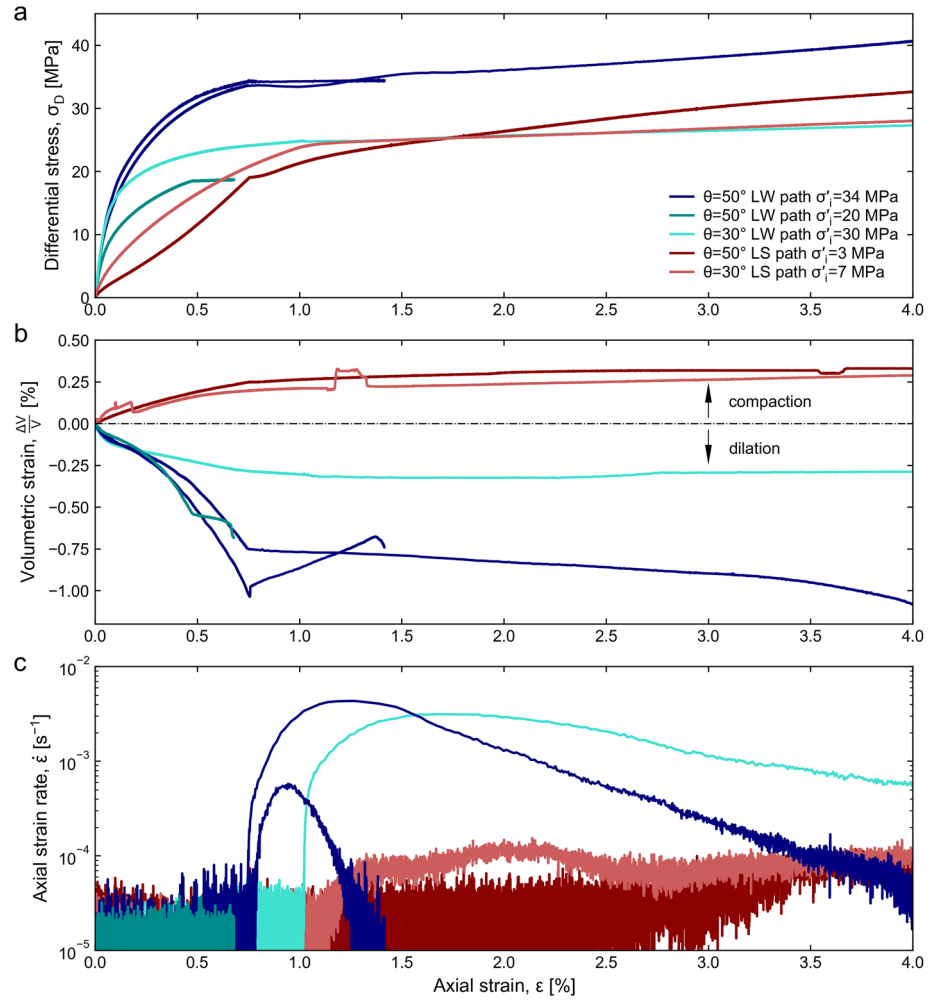 a
40
30
20
10
0
Differential stress, σD [MPa]
θ=50° LW path σ′i=34 MPa
θ=50° LW path σ′i=20 MPa
θ=30° LW path σ′i=30 MPa
θ=50° LS path σ′i=3 MPa
θ=30° LS path σ′i=7 MPa
0.0 0.5 1.0 1.5 2.0 2.5 3.0 3.5 4.0
b
0.50
0.25
0.00
−0.25
−0.50
−0.75
−1.00
Volumetric strain, ΔV/V [%]
compaction
dilation
0.0 0.5 1.0 1.5 2.0 2.5 3.0 3.5 4.0
c
10−2
10−3
10−4
10−5
Axial strain rate, ε̇ [s−1]
0.0 0.5 1.0 1.5 2.0 2.5 3.0 3.5 4.0
Axial strain, ε [%]